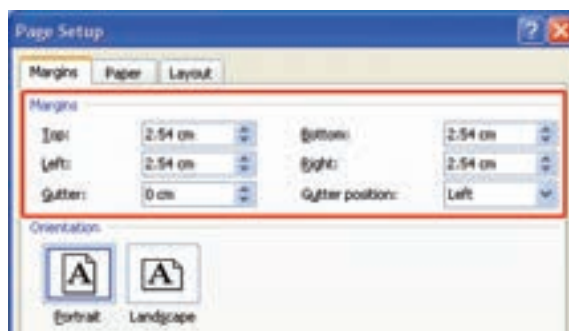 Page Setup
Margins Paper Layout
Margins
Top: 2.54 cm Bottom: 2.54 cm
Left: 2.54 cm Right: 2.54 cm
Gutter: 0 cm Gutter position: Left
Orientation
A A
Portrait Landscape